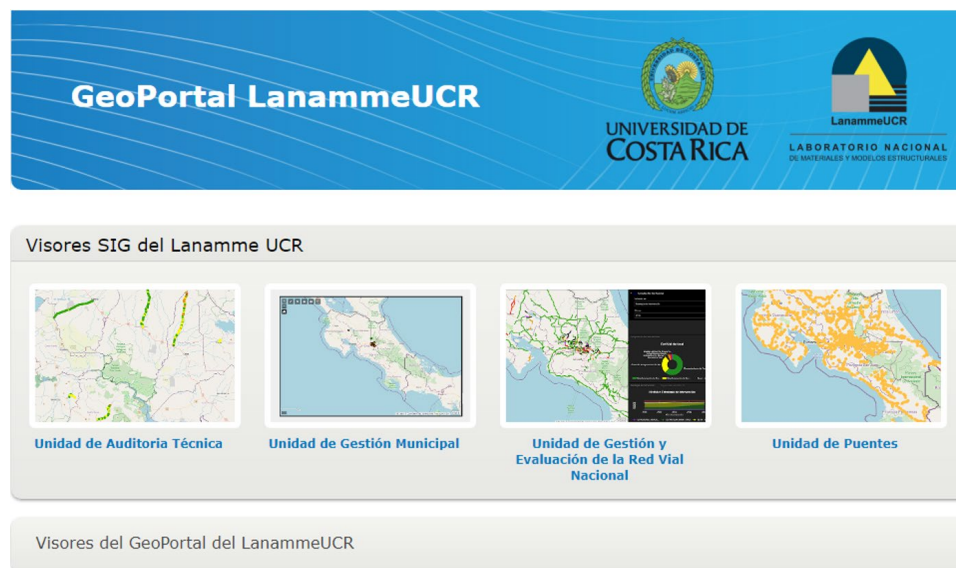 GeoPortal LanammeUCR
UNIVERSIDAD DE
COSTA RICA
LanammeUCR
LABORATORIO NACIONAL
DE MATERIALES Y MODELOS ESTRUCTURALES
Visores SIG del Lanamme UCR
Unidad de Auditoria Técnica
Unidad de Gestión Municipal
Unidad de Gestión y
Evaluación de la Red Vial
Nacional
Unidad de Puentes
Visores del GeoPortal del LanammeUCR